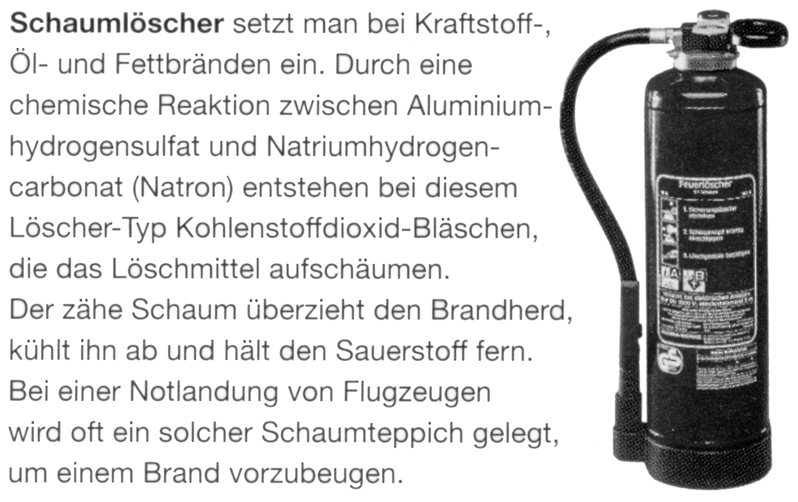 Schaumlöscher setzt man bei Kraftstoff-,
Öl- und Fettbränden ein. Durch eine
chemische Reaktion zwischen Aluminium-
hydrogensulfat und Natriumhydrogen-
carbonat (Natron) entstehen bei diesem
Löscher-Typ Kohlenstoffdioxid-Bläschen,
die das Löschmittel aufschäumen.
Der zähe Schaum überzieht den Brandherd,
kühlt ihn ab und hält den Sauerstoff fern.
Bei einer Notlandung von Flugzeugen
wird oft ein solcher Schaumteppich gelegt,
um einem Brand vorzubeugen.
Feuerlöscher
1.
2.
3.
A B